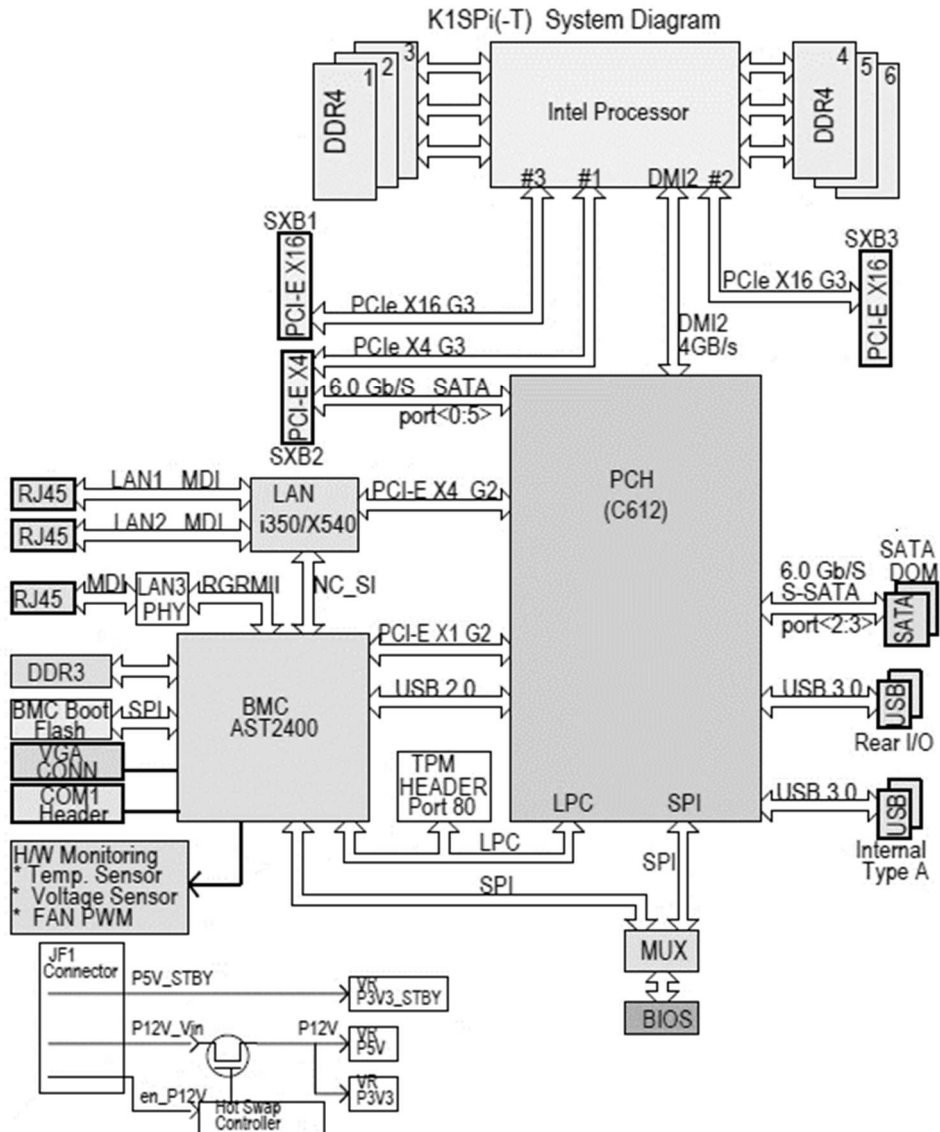 K1SPi(-T) System Diagram
DDR4
1
2
3
Intel Processor
#3
#1
DMI2
#2
DDR4
4
5
6
SXB1
PCI-E X16
PCIe X16 G3
SXB3
PCI-E X16
PCIe X16 G3
PCI-E X4
PCIe X4 G3
DMI2
4GB/s
6.0 Gb/S SATA
port<0:5>
SXB2
PCH
(C612)
RJ45
LAN1 MDI
LAN
i350/X540
PCI-E X4 G2
RJ45
LAN2 MDI
RJ45
MDI
LAN3
PHY
RGRMII
NC_SI
6.0 Gb/S
S-SATA
port<2:3>
SATA
DOM
SATA
PCI-E X1 G2
DDR3
BMC
AST2400
USB 2.0
USB 3.0
USB
Rear I/O
BMC Boot
Flash
SPI
VGA
CONN
COM1
Header
TPM
HEADER
Port 80
LPC
SPI
USB 3.0
USB
Internal
Type A
LPC
SPI
SPI
H/W Monitoring
* Temp. Sensor
* Voltage Sensor
* FAN PWM
MUX
BIOS
JF1
Connector
P5V_STBY
VR
P3V3_STBY
P12V_Vin
P12V
VR
P5V
VR
P3V3
en_P12V
Hot Swap
Controller